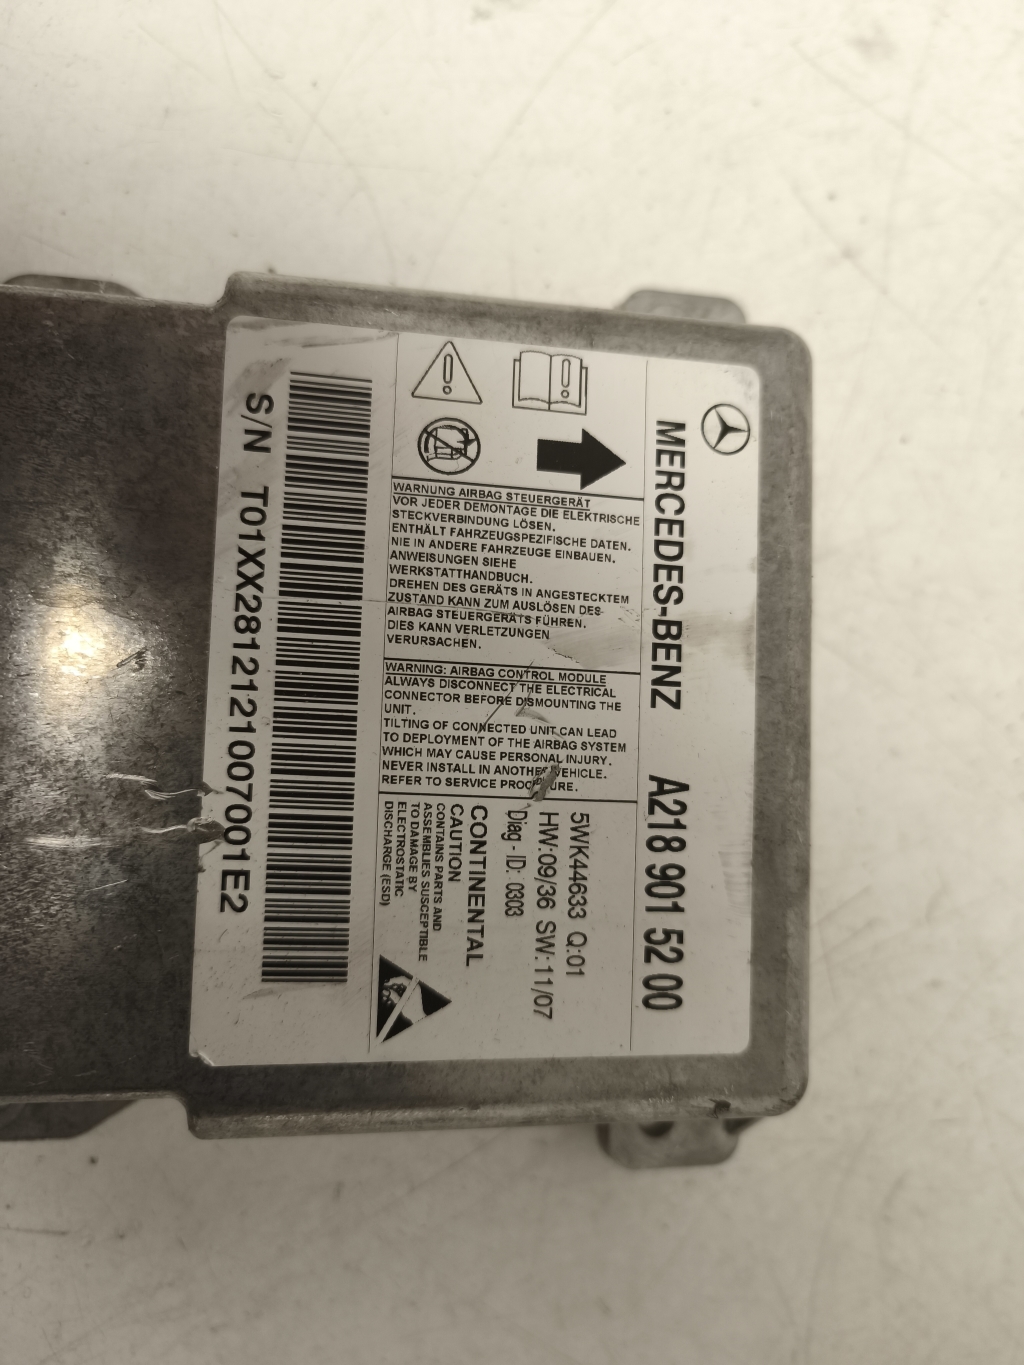 MERCEDES-BENZ A218 901 52 00
WARNUNG AIRBAG STEUERGERÄT
VOR JEDER DEMONTAGE DIE ELEKTRISCHE
STECKVERBINDUNG LÖSEN.
ENTHÄLT FAHRZEUGSPEZIFISCHE DATEN.
NIE IN ANDERE FAHRZEUGE EINBAUEN.
ANWEISUNGEN SIEHE
WERKSTATTHANDBUCH.
DREHEN DES GERÄTS IN ANGESTECKTEM
ZUSTAND KANN ZUM AUSLÖSEN DES
AIRBAG STEUERGERÄTS FÜHREN.
DIES KANN VERLETZUNGEN
VERURSACHEN.
WARNING: AIRBAG CONTROL MODULE
ALWAYS DISCONNECT THE ELECTRICAL
CONNECTOR BEFORE DISMOUNTING THE
UNIT.
TILTING OF CONNECTED UNIT CAN LEAD
TO DEPLOYMENT OF THE AIRBAG SYSTEM
WHICH MAY CAUSE PERSONAL INJURY.
NEVER INSTALL IN ANOTHER VEHICLE.
REFER TO SERVICE PROCEDURE.
5WK44633 Q:01
HW:09/36 SW:11/07
Diag - ID: 0303
CONTINENTAL
CAUTION
CONTAINS PARTS AND
ASSEMBLIES SUSCEPTIBLE
TO DAMAGE BY
ELECTROSTATIC
DISCHARGE (ESD)
S/N T01XX2812121007001E2